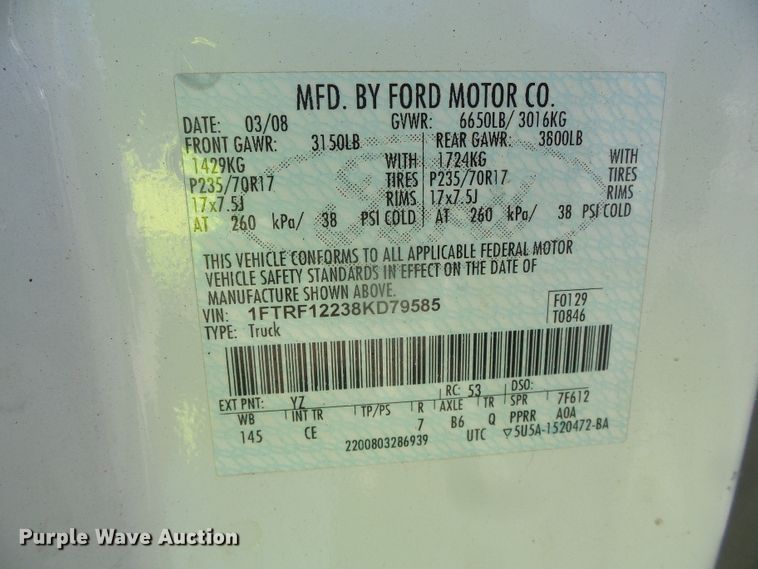 MFD. BY FORD MOTOR CO.
DATE: 03/08 GVWR: 6650LB/ 3016KG
FRONT GAWR: 3150LB REAR GAWR: 3800LB
1429KG WITH 1724KG WITH
P235/70R17 TIRES P235/70R17 TIRES
17x7.5J RIMS 17x7.5J RIMS
AT 260 kPa/ 38 PSI COLD AT 260 kPa/ 38 PSI COLD
THIS VEHICLE CONFORMS TO ALL APPLICABLE FEDERAL MOTOR
VEHICLE SAFETY STANDARDS IN EFFECT ON THE DATE OF
MANUFACTURE SHOWN ABOVE.
VIN: 1FTRF12238KD79585 F0129
TYPE: Truck T0846
EXT PNT: YZ RC: 53 DSO:
WB INT TR TP/PS R AXLE TR SPR 7F612
145 CE 7 B6 Q PPRR A0A
2200803286939 UTC ▽5U5A-1520472-BA
Purple Wave Auction